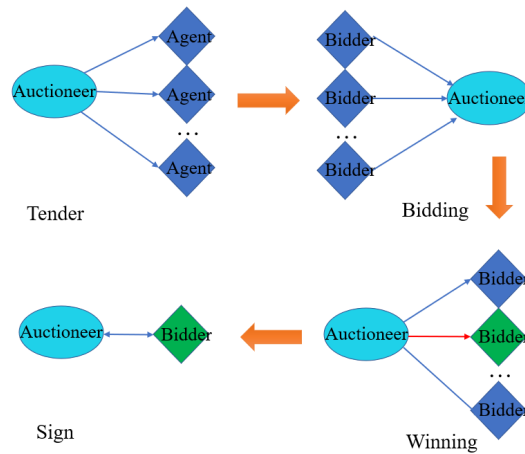 Agent
Auctioneer
Agent
...
Agent
Tender
Bidder
Bidder
Auctioneer
...
Bidder
Bidding
Auctioneer
Bidder
Sign
Bidder
Auctioneer
Bidder
...
Bidder
Winning